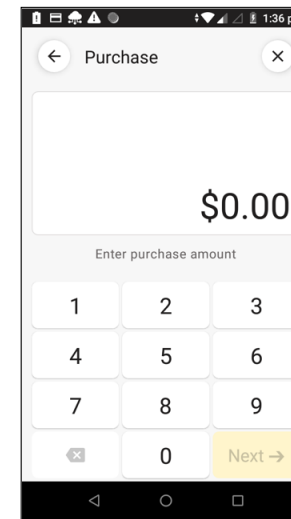 1:36 p
Purchase
$0.00
Enter purchase amount
1 2 3
4 5 6
7 8 9
0 Next →